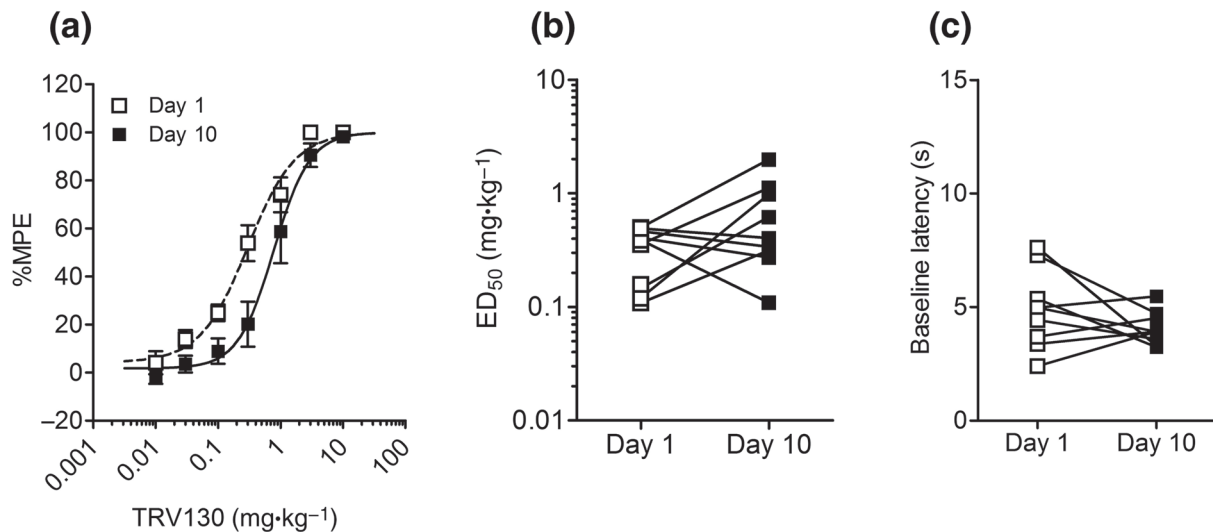 (a)
%MPE
120
100
80
60
40
20
0
–20
Day 1
Day 10
0.001
0.01
0.1
1
10
100
TRV130 (mg•kg⁻¹)
(b)
ED₅₀ (mg•kg⁻¹)
10
1
0.1
0.01
Day 1 Day 10
(c)
Baseline latency (s)
15
10
5
0
Day 1 Day 10